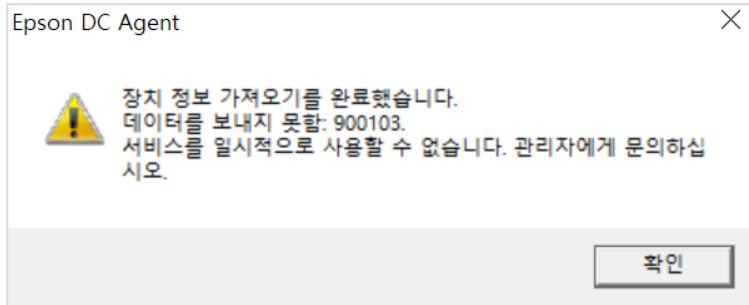 Epson DC Agent
장치 정보 가져오기를 완료했습니다.
데이터를 보내지 못함: 900103.
서비스를 일시적으로 사용할 수 없습니다. 관리자에게 문의하십
시오.
확인